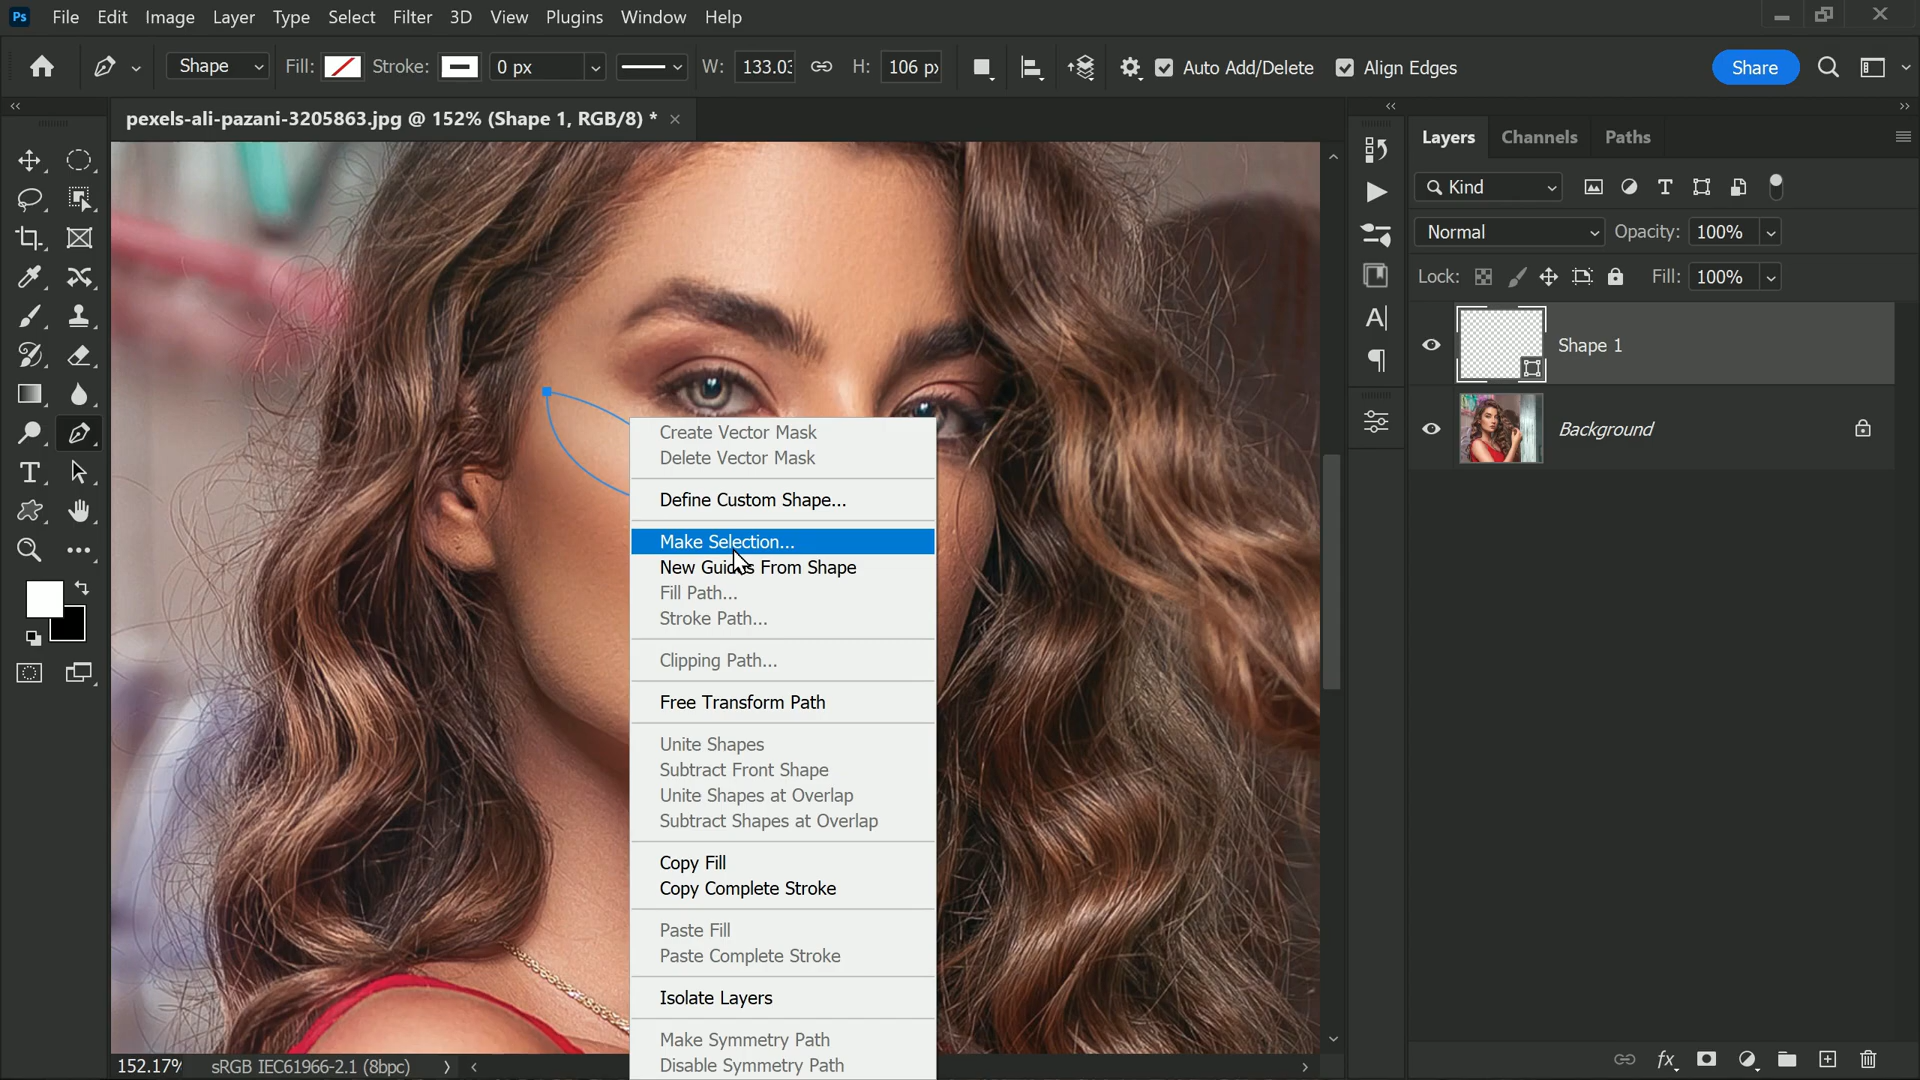 Ps File Edit Image Layer Type Select Filter 3D View Plugins Window Help
Shape Fill: Stroke: 0 px W: 133.03 H: 106 px Auto Add/Delete Align Edges Share
pexels-ali-pazani-3205863.jpg @ 152% (Shape 1, RGB/8) *
Layers Channels Paths
Kind
Normal Opacity: 100%
Lock: Fill: 100%
Shape 1
Background
Create Vector Mask
Delete Vector Mask
Define Custom Shape...
Make Selection...
New Guides From Shape
Fill Path...
Stroke Path...
Clipping Path...
Free Transform Path
Unite Shapes
Subtract Front Shape
Unite Shapes at Overlap
Subtract Shapes at Overlap
Copy Fill
Copy Complete Stroke
Paste Fill
Paste Complete Stroke
Isolate Layers
Make Symmetry Path
Disable Symmetry Path
152.17% sRGB IEC61966-2.1 (8bpc)